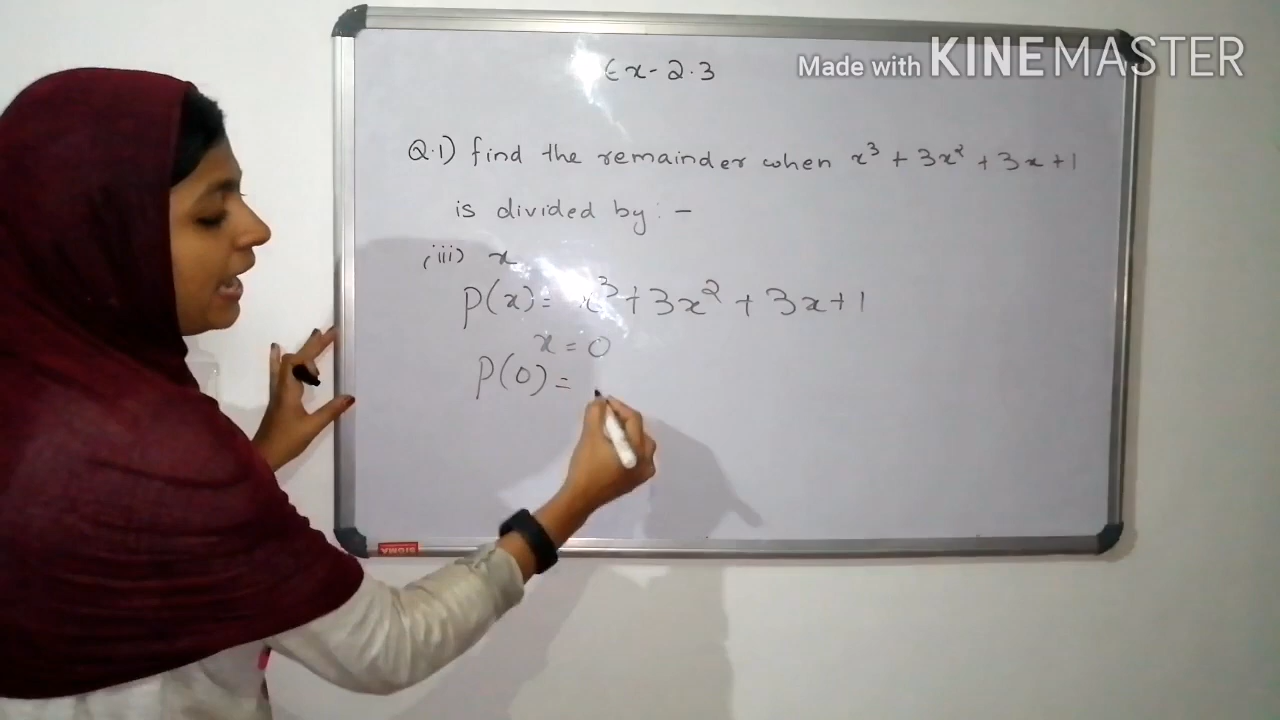 Ex-2.3
Made with KINEMASTER
Q.1) find the remainder when x³ + 3x² + 3x + 1
is divided by: -
(iii) x
P(x) = x³ + 3x² + 3x + 1
x = 0
P(0) =
SIGMA